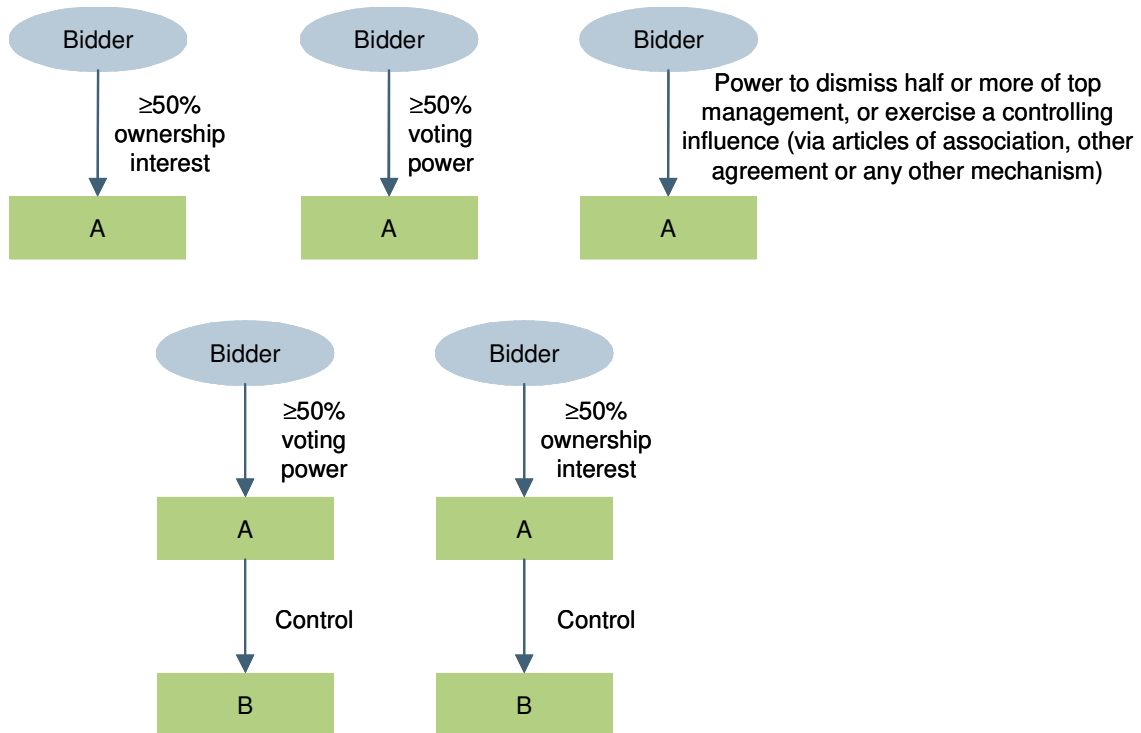 Bidder
≥50%
ownership
interest
A
Bidder
≥50%
voting
power
A
Bidder
Power to dismiss half or more of top
management, or exercise a controlling
influence (via articles of association, other
agreement or any other mechanism)
A
Bidder
≥50%
voting
power
A
Control
B
Bidder
≥50%
ownership
interest
A
Control
B